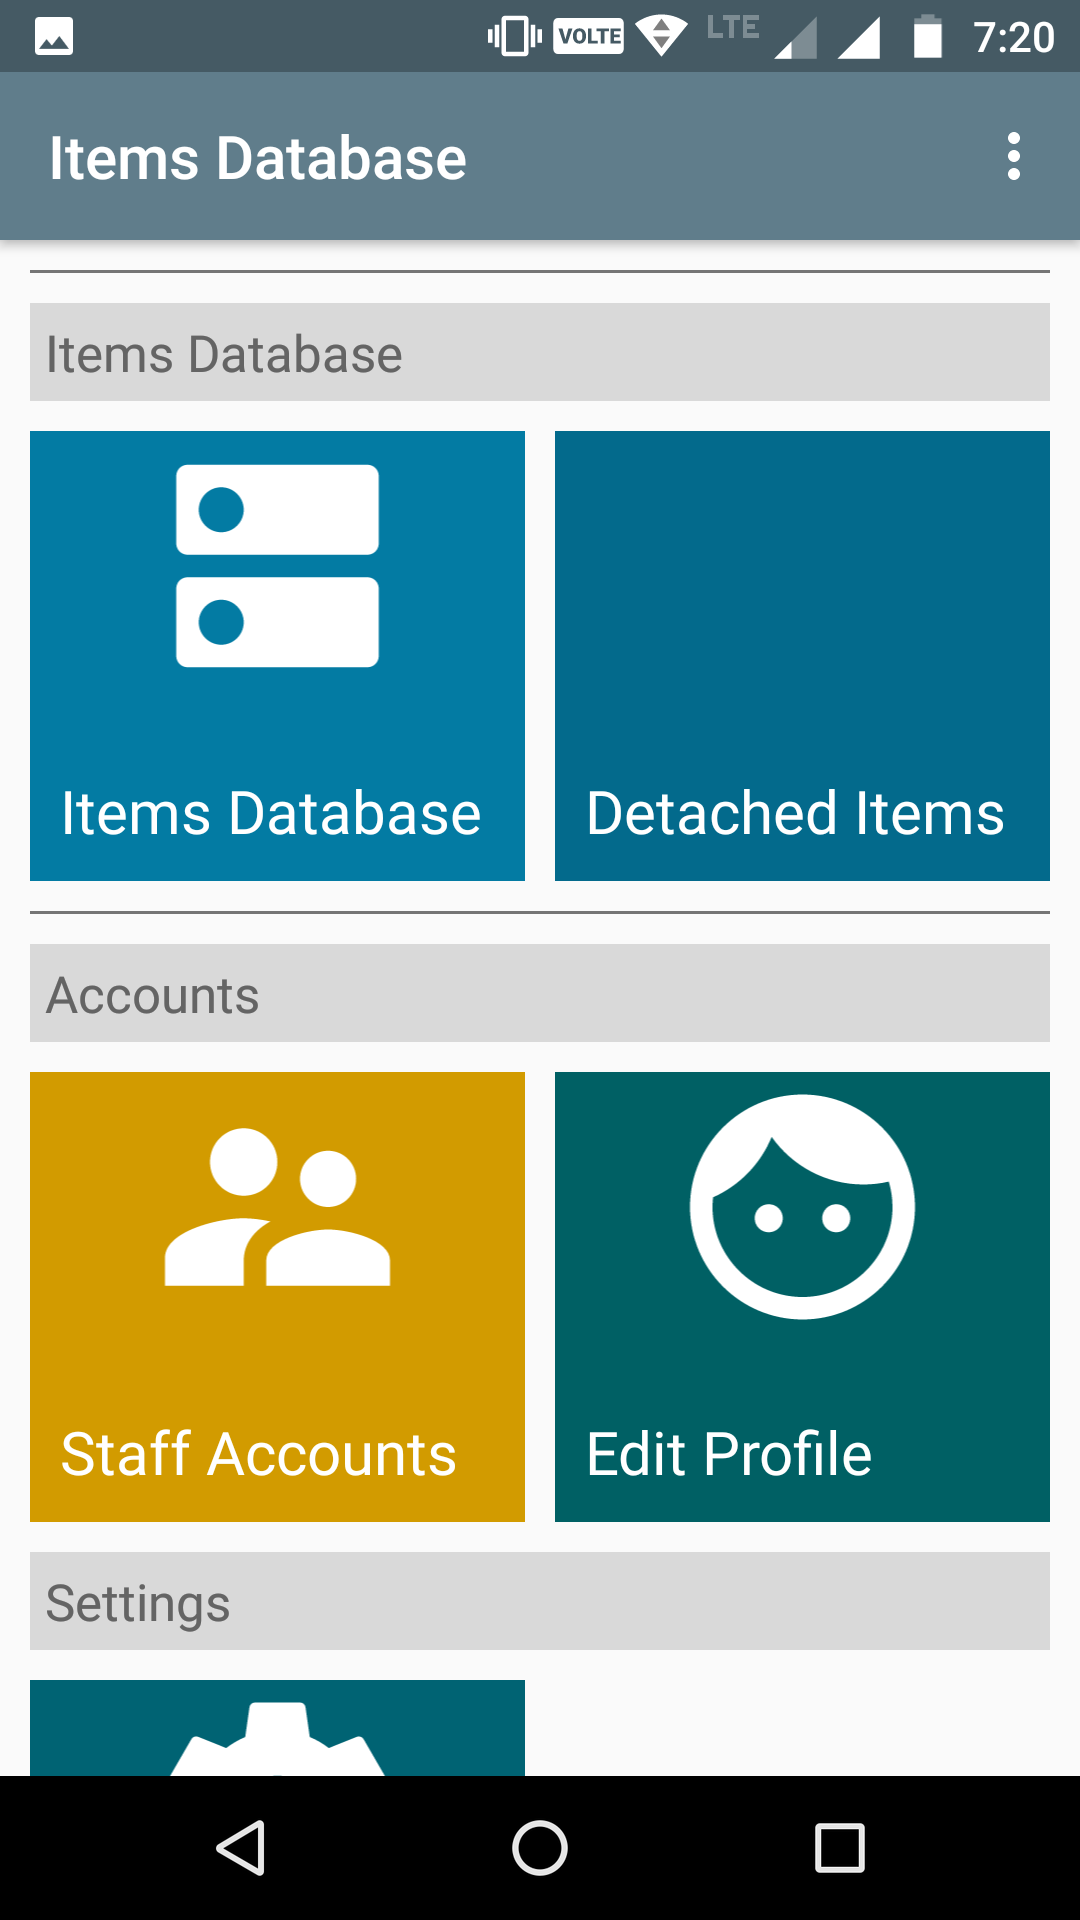 VOLTE LTE 7:20
Items Database
Items Database
Items Database Detached Items
Accounts
Staff Accounts Edit Profile
Settings